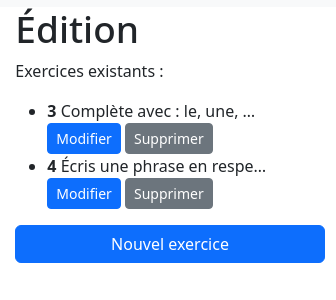 Édition
Exercices existants :
3 Complète avec : le, une, ...
Modifier Supprimer
4 Écris une phrase en respe...
Modifier Supprimer
Nouvel exercice